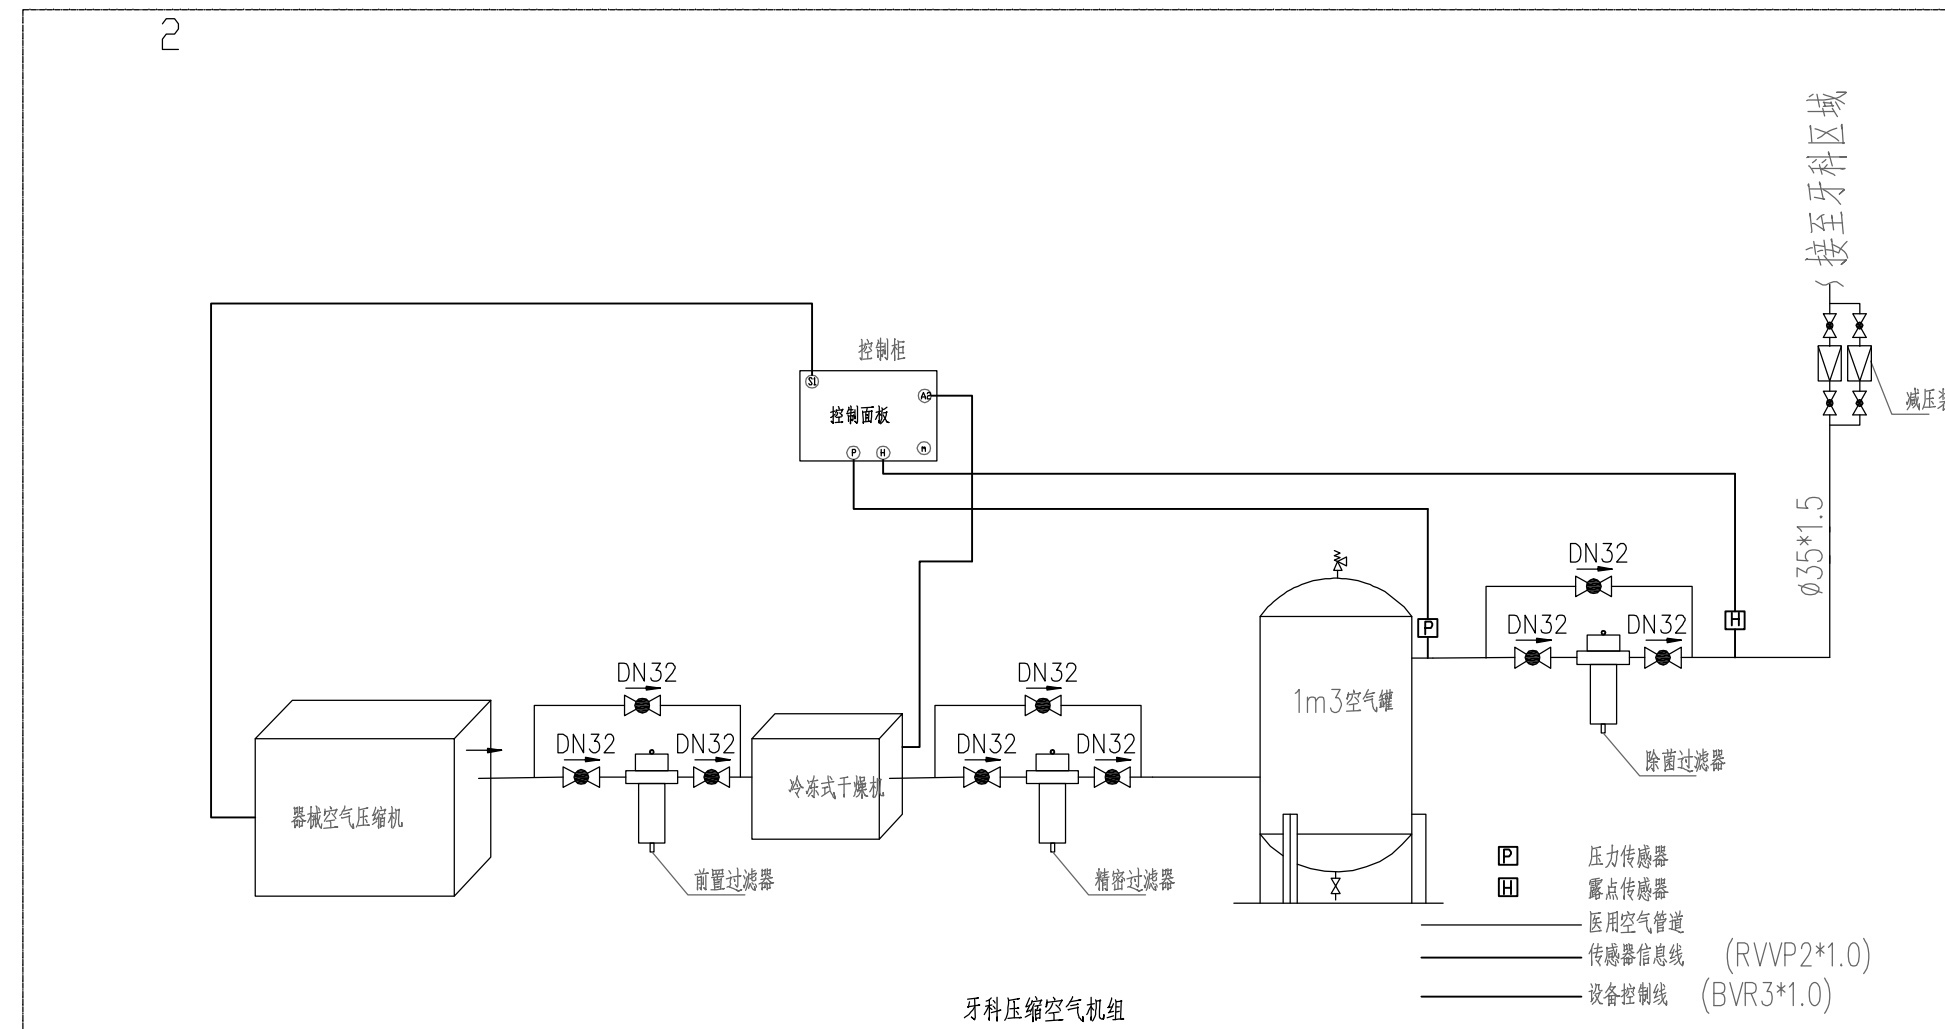 2
接至牙科区域
控制柜
S1
A2
控制面板
P
H
m
减压
ø35*1.5
DN32
DN32
DN32
P
H
DN32
DN32
DN32
DN32
DN32
DN32
1m3空气罐
除菌过滤器
器械空气压缩机
冷冻式干燥机
前置过滤器
精密过滤器
P 压力传感器
H 露点传感器
医用空气管道
传感器信息线 (RVVP2*1.0)
设备控制线 (BVR3*1.0)
牙科压缩空气机组